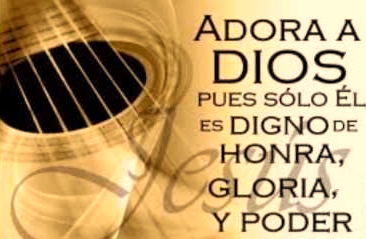 ADORA A
DIOS
PUES SÓLO ÉL
ES DIGNO DE
HONRA,
GLORIA,
Y PODER
Jesús